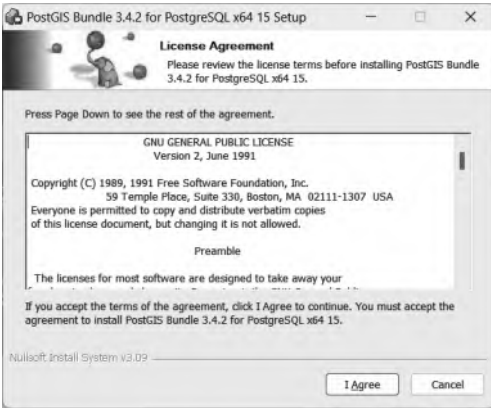 PostGIS Bundle 3.4.2 for PostgreSQL x64 15 Setup
License Agreement
Please review the license terms before installing PostGIS Bundle
3.4.2 for PostgreSQL x64 15.
Press Page Down to see the rest of the agreement.
GNU GENERAL PUBLIC LICENSE
Version 2, June 1991
Copyright (C) 1989, 1991 Free Software Foundation, Inc.
59 Temple Place, Suite 330, Boston, MA 02111-1307 USA
Everyone is permitted to copy and distribute verbatim copies
of this license document, but changing it is not allowed.
Preamble
The licenses for most software are designed to take away your
If you accept the terms of the agreement, click I Agree to continue. You must accept the
agreement to install PostGIS Bundle 3.4.2 for PostgreSQL x64 15.
Nullsoft Install System v3.09
I Agree
Cancel